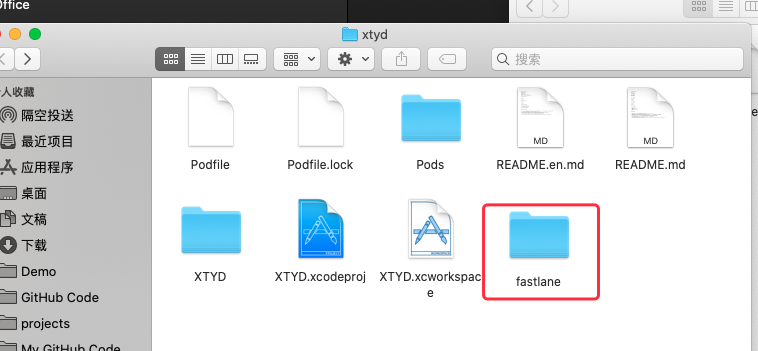 Office
xtyd
搜索
个人收藏
隔空投送
最近项目
应用程序
桌面
文稿
下载
Demo
GitHub Code
projects
My GitHub Code
Podfile
Podfile.lock
Pods
MD
README.en.md
MD
README.md
XTYD
XTYD.xcodeproj
XTYD.xcworkspac
e
fastlane